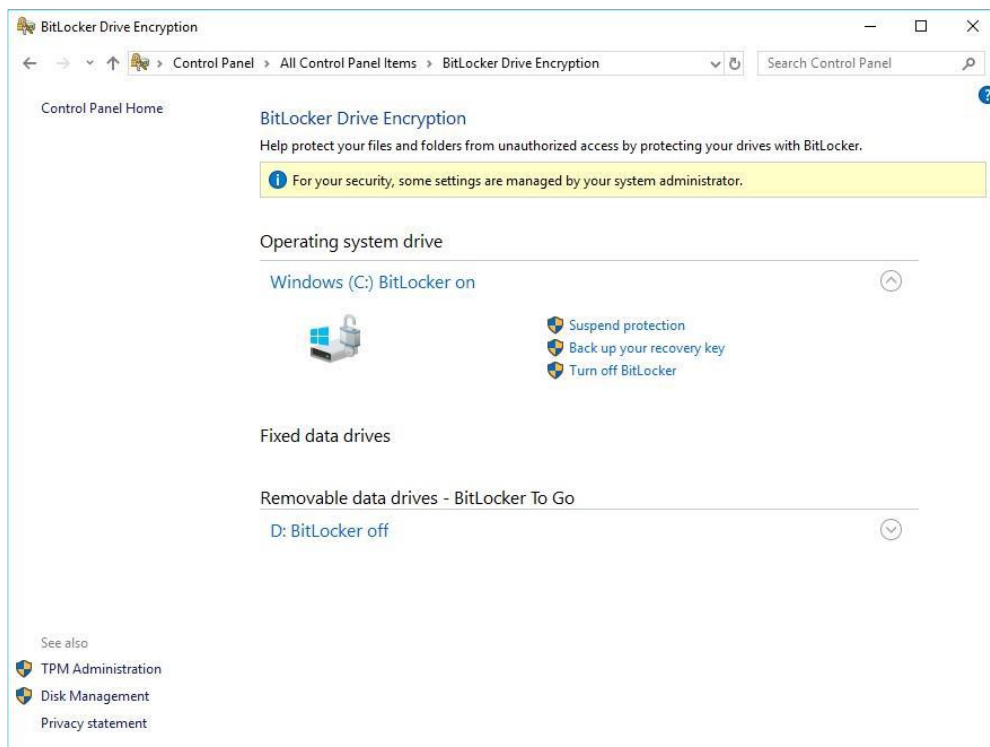 BitLocker Drive Encryption
Control Panel > All Control Panel Items > BitLocker Drive Encryption
Search Control Panel
Control Panel Home
?
BitLocker Drive Encryption
Help protect your files and folders from unauthorized access by protecting your drives with BitLocker.
For your security, some settings are managed by your system administrator.
Operating system drive
Windows (C:) BitLocker on
Suspend protection
Back up your recovery key
Turn off BitLocker
Fixed data drives
Removable data drives - BitLocker To Go
D: BitLocker off
See also
TPM Administration
Disk Management
Privacy statement